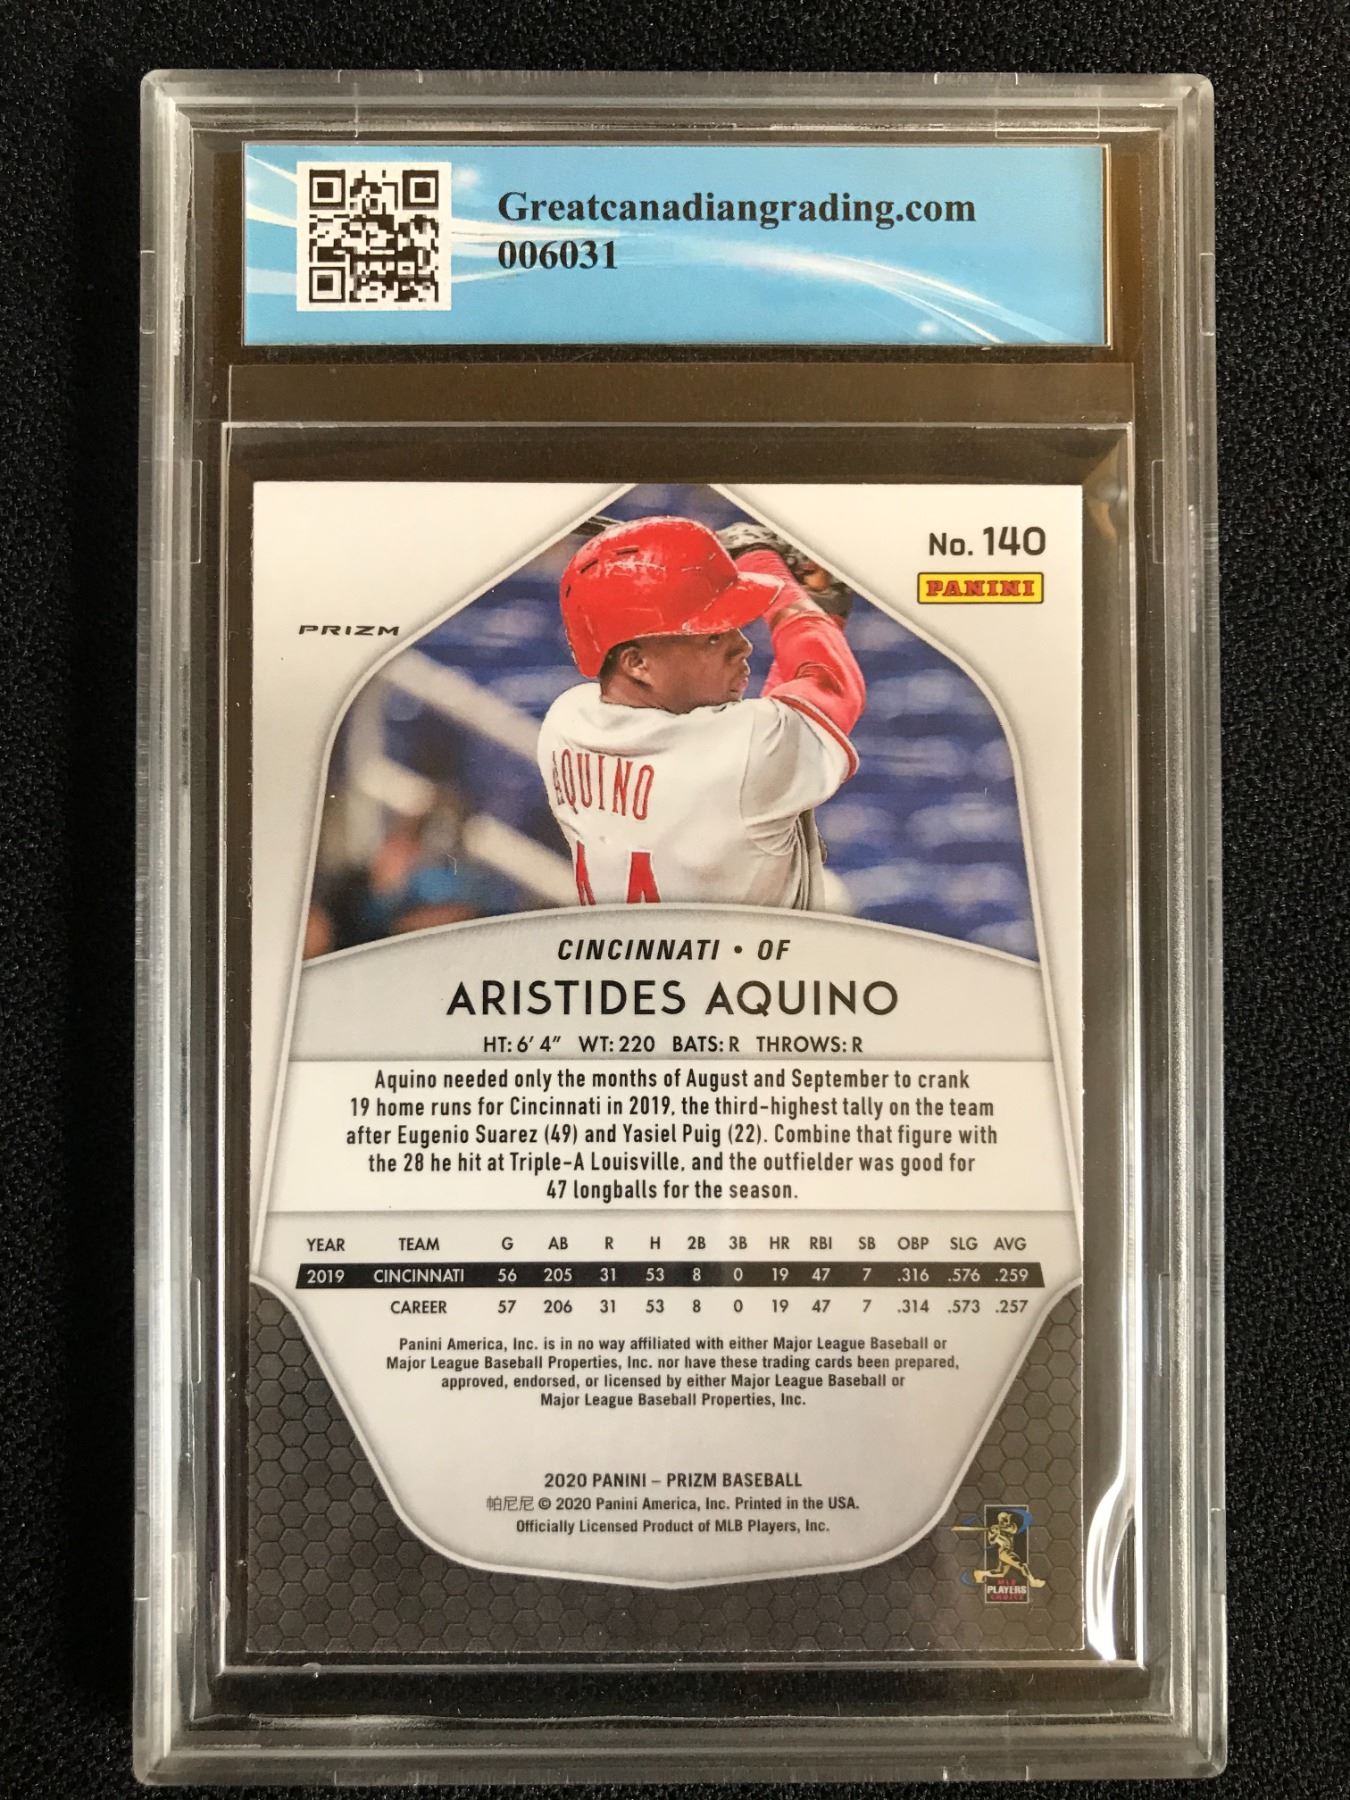 Greatcanadiangrading.com
006031
No. 140
PANINI
PRIZM
AQUINO
44
CINCINNATI • OF
ARISTIDES AQUINO
HT: 6' 4" WT: 220 BATS: R THROWS: R
Aquino needed only the months of August and September to crank
19 home runs for Cincinnati in 2019, the third-highest tally on the team
after Eugenio Suarez (49) and Yasiel Puig (22). Combine that figure with
the 28 he hit at Triple-A Louisville, and the outfielder was good for
47 longballs for the season.
YEAR TEAM G AB R H 2B 3B HR RBI SB OBP SLG AVG
2019 CINCINNATI 56 205 31 53 8 0 19 47 7 .316 .576 .259
CAREER 57 206 31 53 8 0 19 47 7 .314 .573 .257
Panini America, Inc. is in no way affiliated with either Major League Baseball or
Major League Baseball Properties, Inc. nor have these trading cards been prepared,
approved, endorsed, or licensed by either Major League Baseball or
Major League Baseball Properties, Inc.
2020 PANINI – PRIZM BASEBALL
帕尼尼 © 2020 Panini America, Inc. Printed in the USA.
Officially Licensed Product of MLB Players, Inc.
MLB
PLAYERS
CHOICE